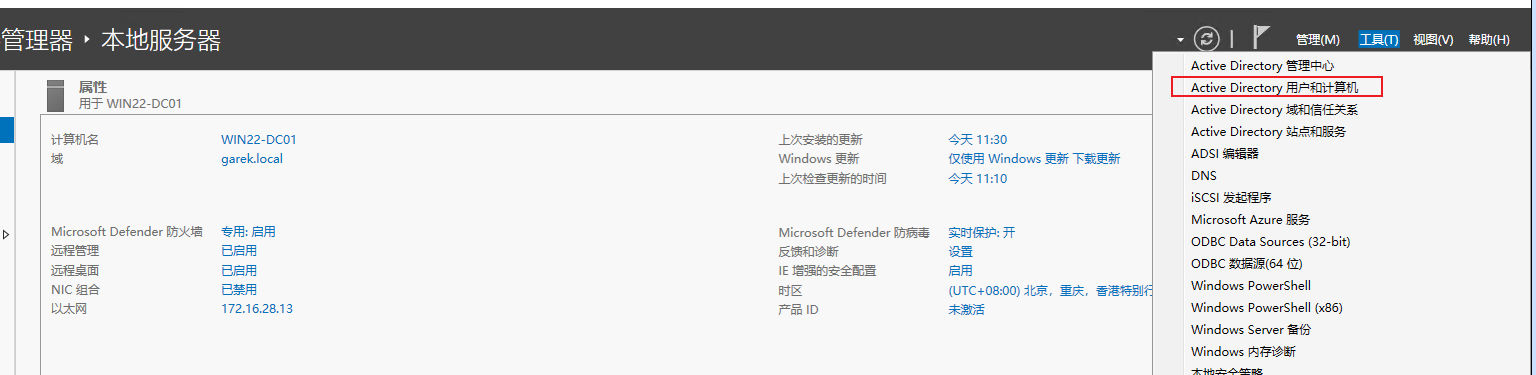 管理器 ‣ 本地服务器
管理(M) 工具(T) 视图(V) 帮助(H)
属性
用于 WIN22-DC01
计算机名 WIN22-DC01
域 garek.local
Microsoft Defender 防火墙 专用: 启用
远程管理 已启用
远程桌面 已启用
NIC 组合 已禁用
以太网 172.16.28.13
上次安装的更新 今天 11:30
Windows 更新 仅使用 Windows 更新 下载更新
上次检查更新的时间 今天 11:10
Microsoft Defender 防病毒 实时保护: 开
反馈和诊断 设置
IE 增强的安全配置 启用
时区 (UTC+08:00) 北京，重庆，香港特别行
产品 ID 未激活
Active Directory 管理中心
Active Directory 用户和计算机
Active Directory 域和信任关系
Active Directory 站点和服务
ADSI 编辑器
DNS
iSCSI 发起程序
Microsoft Azure 服务
ODBC Data Sources (32-bit)
ODBC 数据源(64 位)
Windows PowerShell
Windows PowerShell (x86)
Windows Server 备份
Windows 内存诊断
本地安全策略